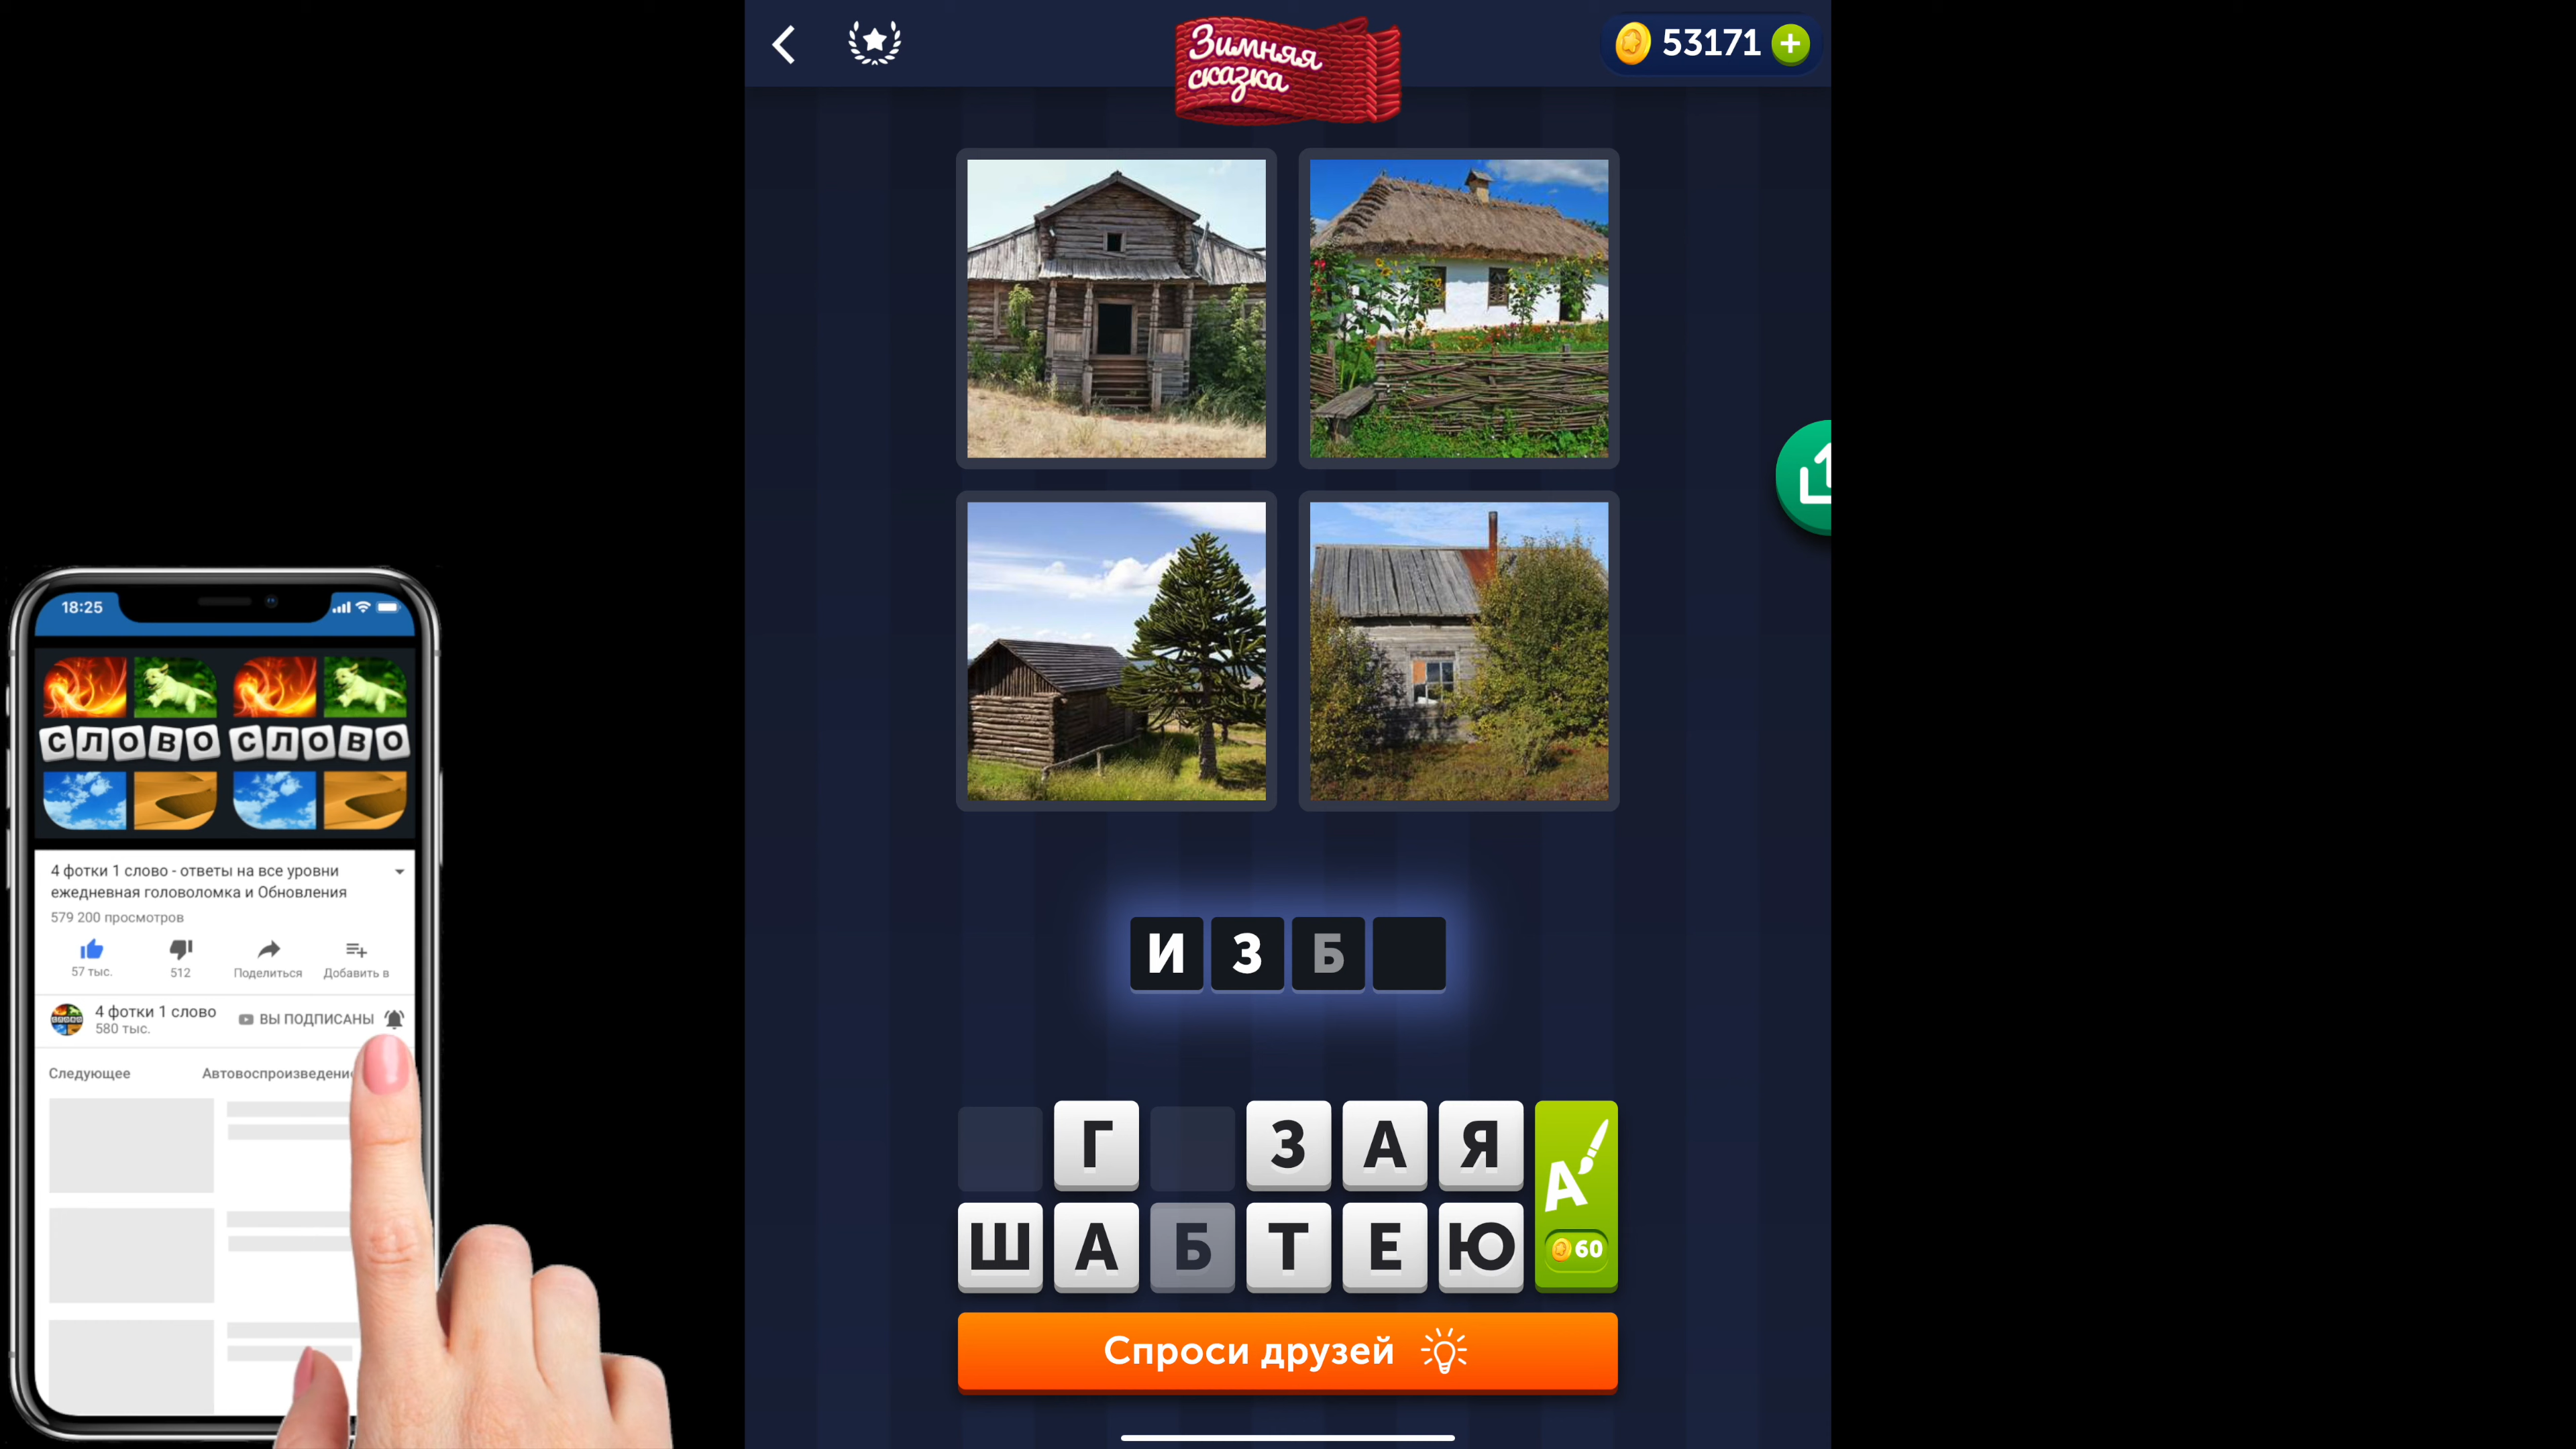 Зимняя
сказка
53171
18:25
СЛОВО СЛОВО
4 фотки 1 слово - ответы на все уровни
ежедневная головоломка и Обновления
579 200 просмотров
57 тыс.
512
Поделиться
Добавить в
4 фотки 1 слово
580 тыс.
ВЫ ПОДПИСАНЫ
Следующее
Автовоспроизведени
И З Б
Г З А Я
Ш А Б Т Е Ю
А
60
Спроси друзей